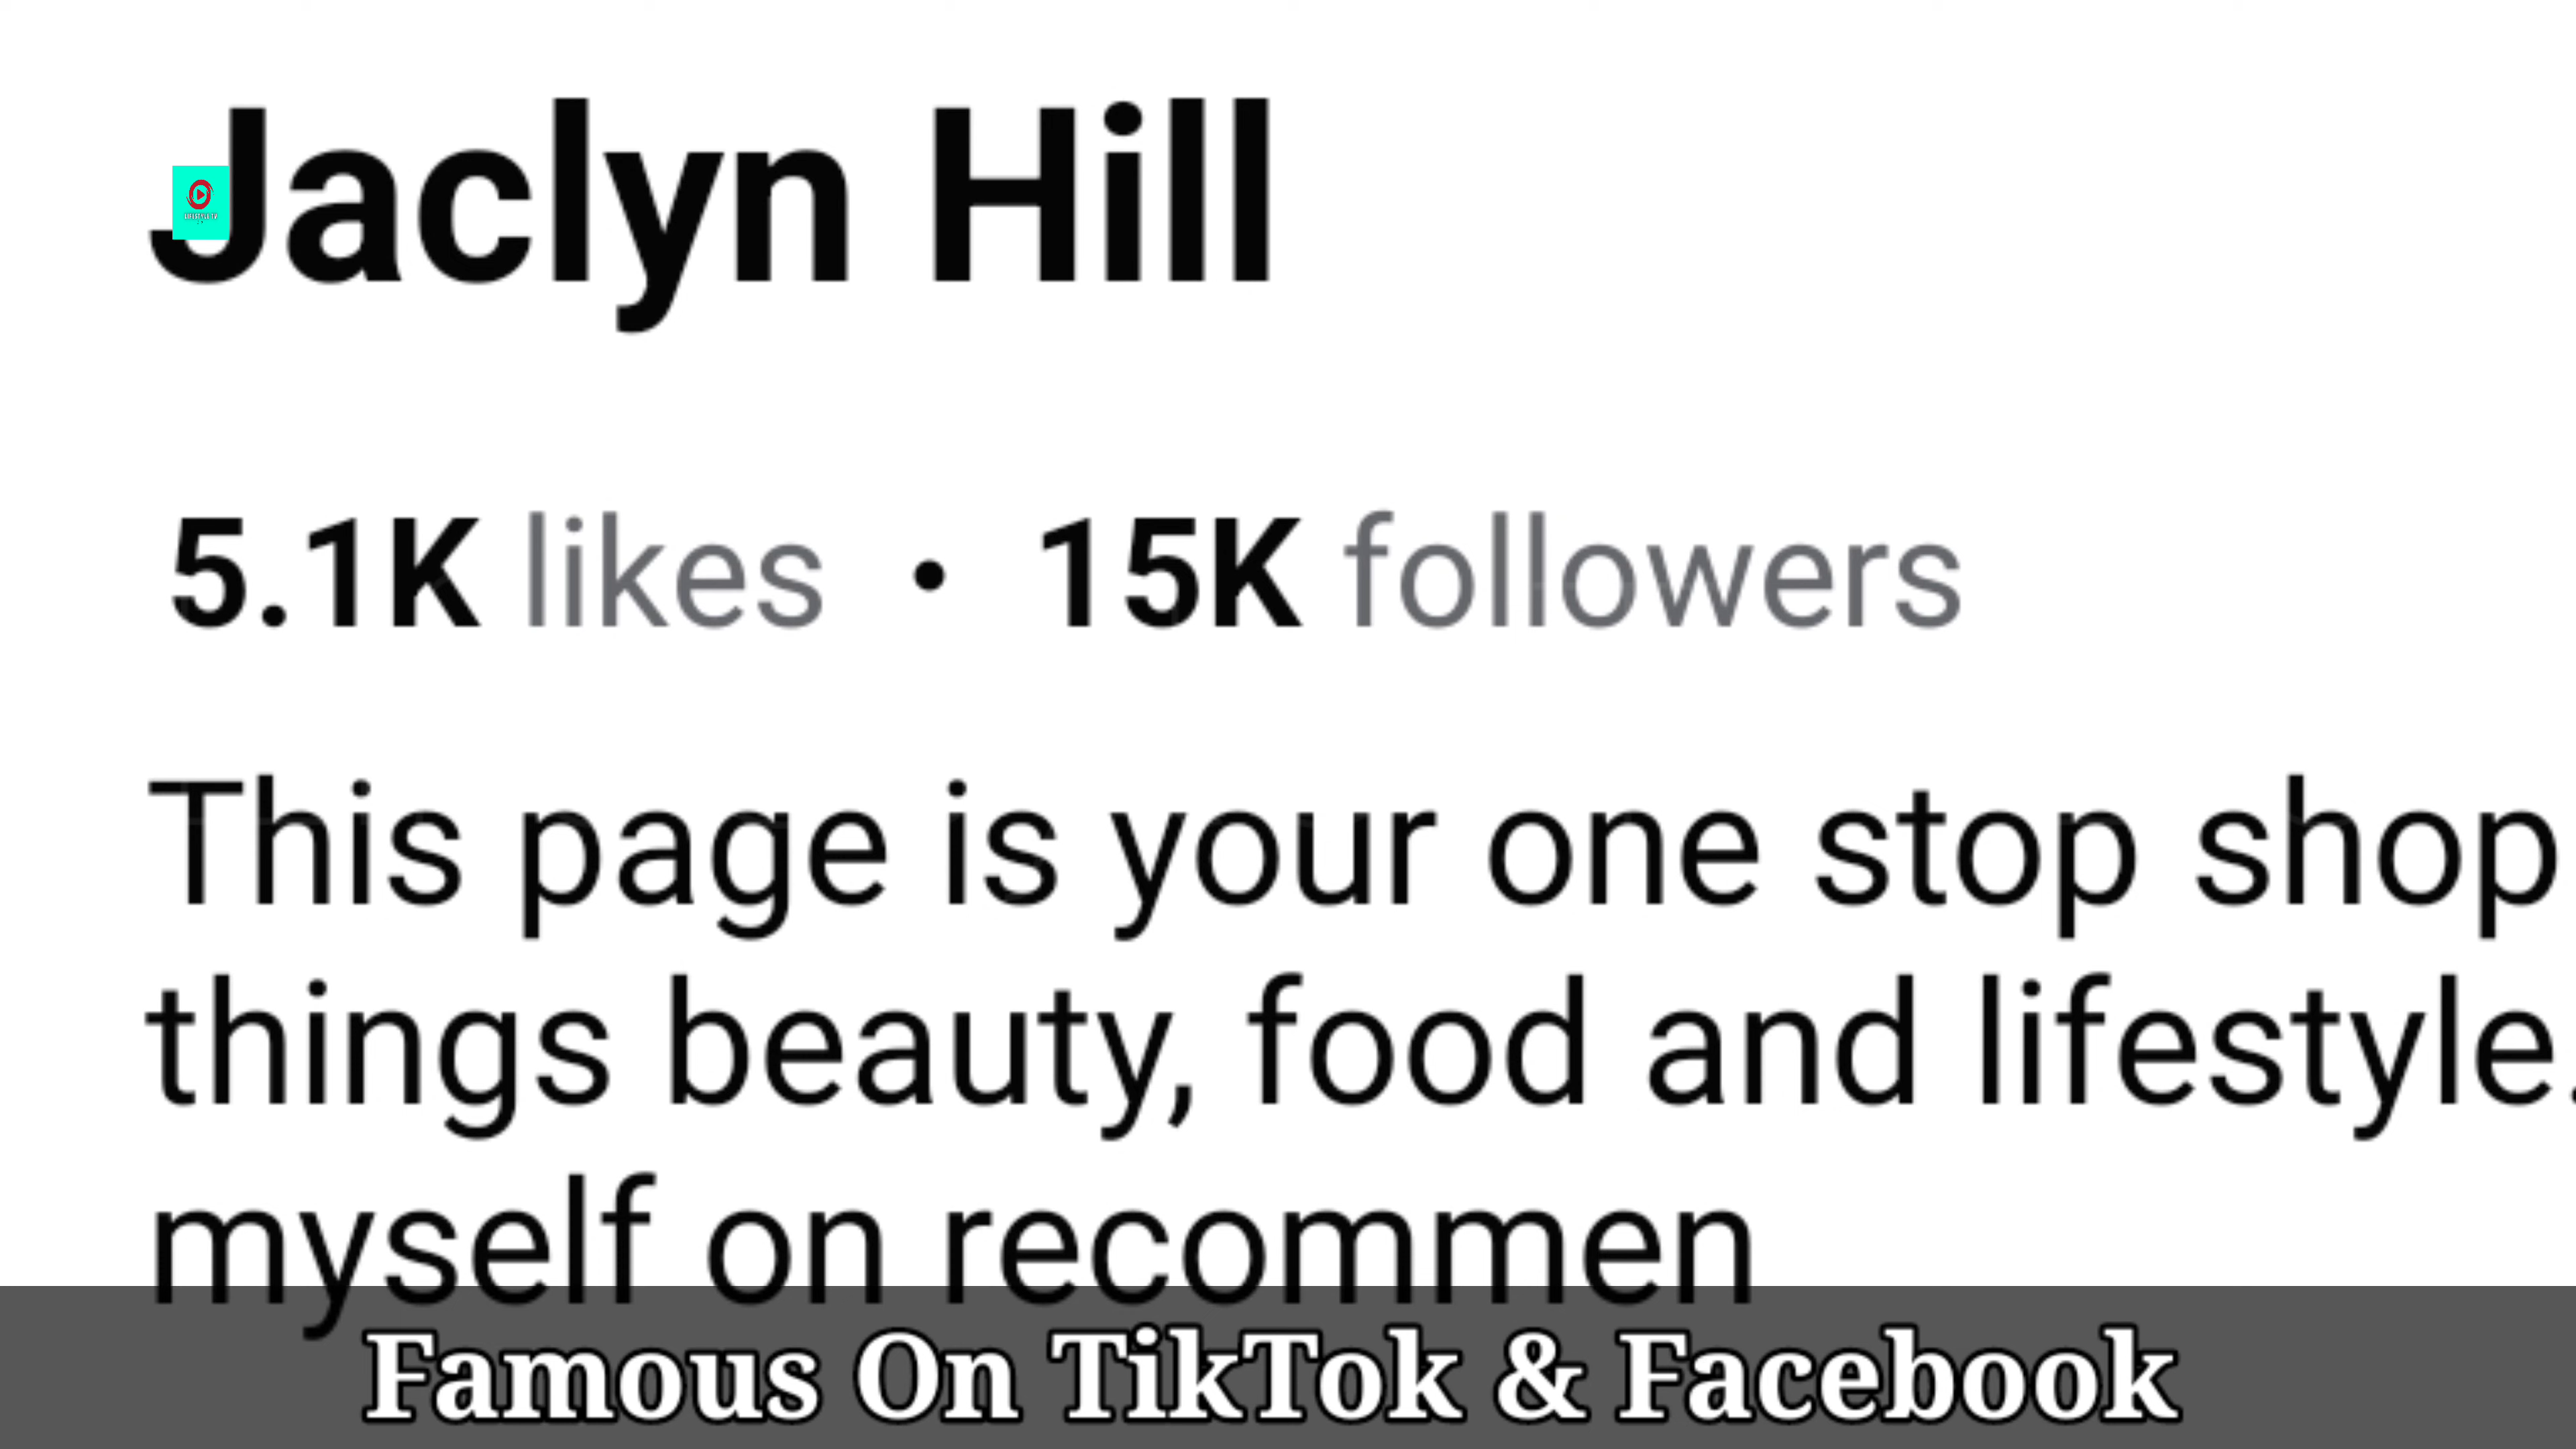 Jaclyn Hill
5.1K likes • 15K followers
This page is your one stop shop
things beauty, food and lifestyle.
myself on recommen
Famous On TikTok & Facebook